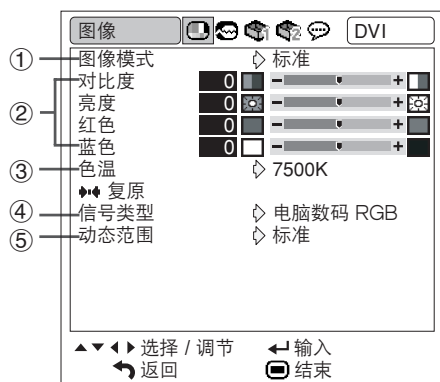 图像 1 2 DVI
① 图像模式 标准
② 对比度 0 − +
亮度 0 − +
红色 0 − +
蓝色 0 − +
③ 色温 7500K
复原
④ 信号类型 电脑数码 RGB
⑤ 动态范围 标准
选择 / 调节 输入
返回 结束